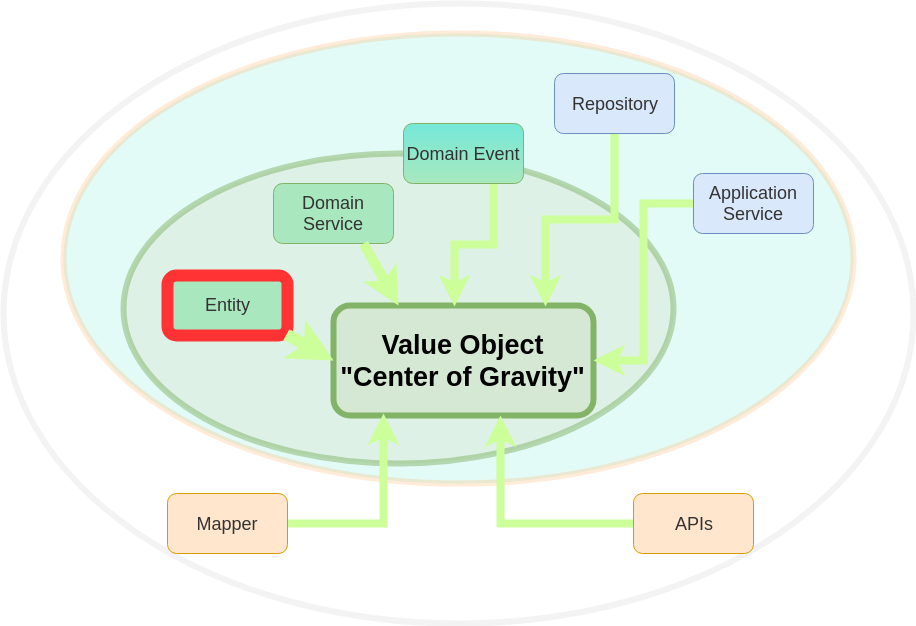 Repository
Domain Event
Application
Service
Domain
Service
Entity
Value Object
"Center of Gravity"
Mapper
APIs